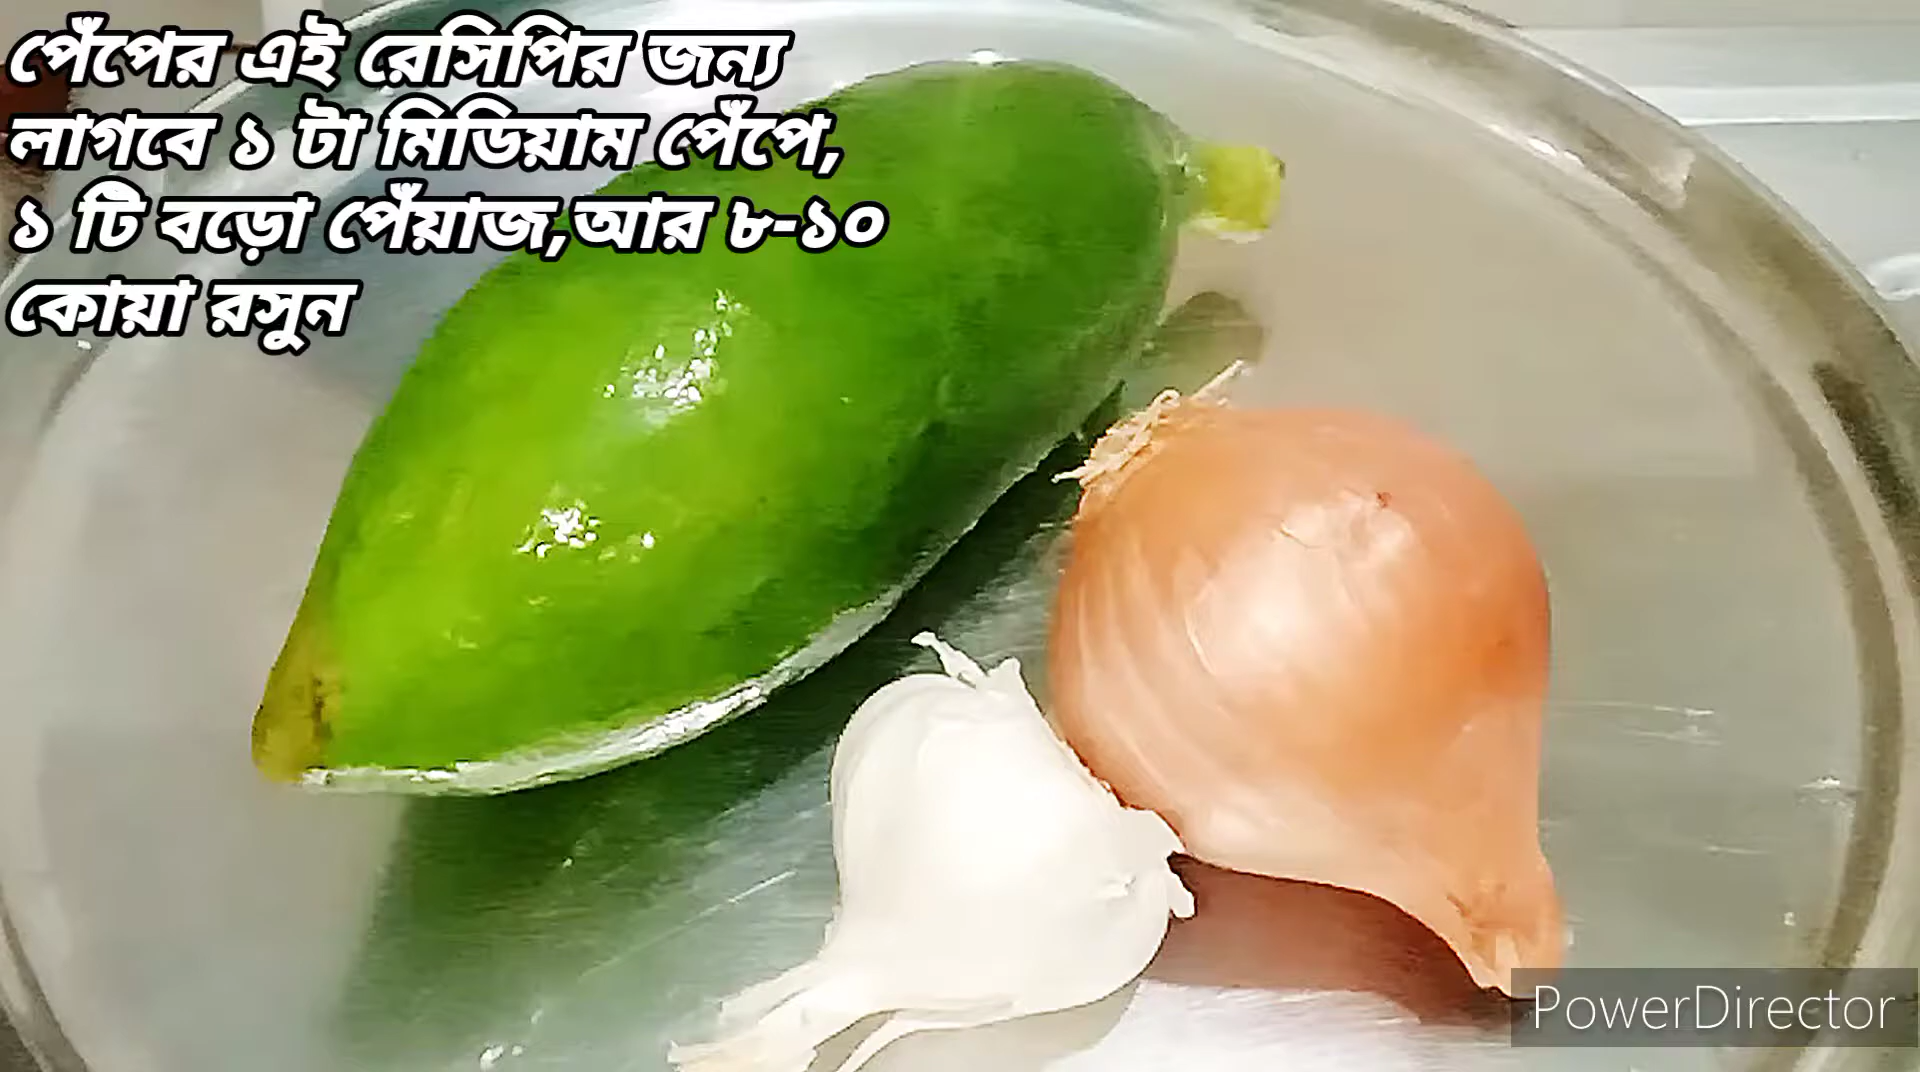 পেঁপের এই রেসিপির জন্য
লাগবে ১ টা মিডিয়াম পেঁপে,
১ টি বড়ো পেঁয়াজ,আর ৮-১০
কোয়া রসুন
PowerDirector